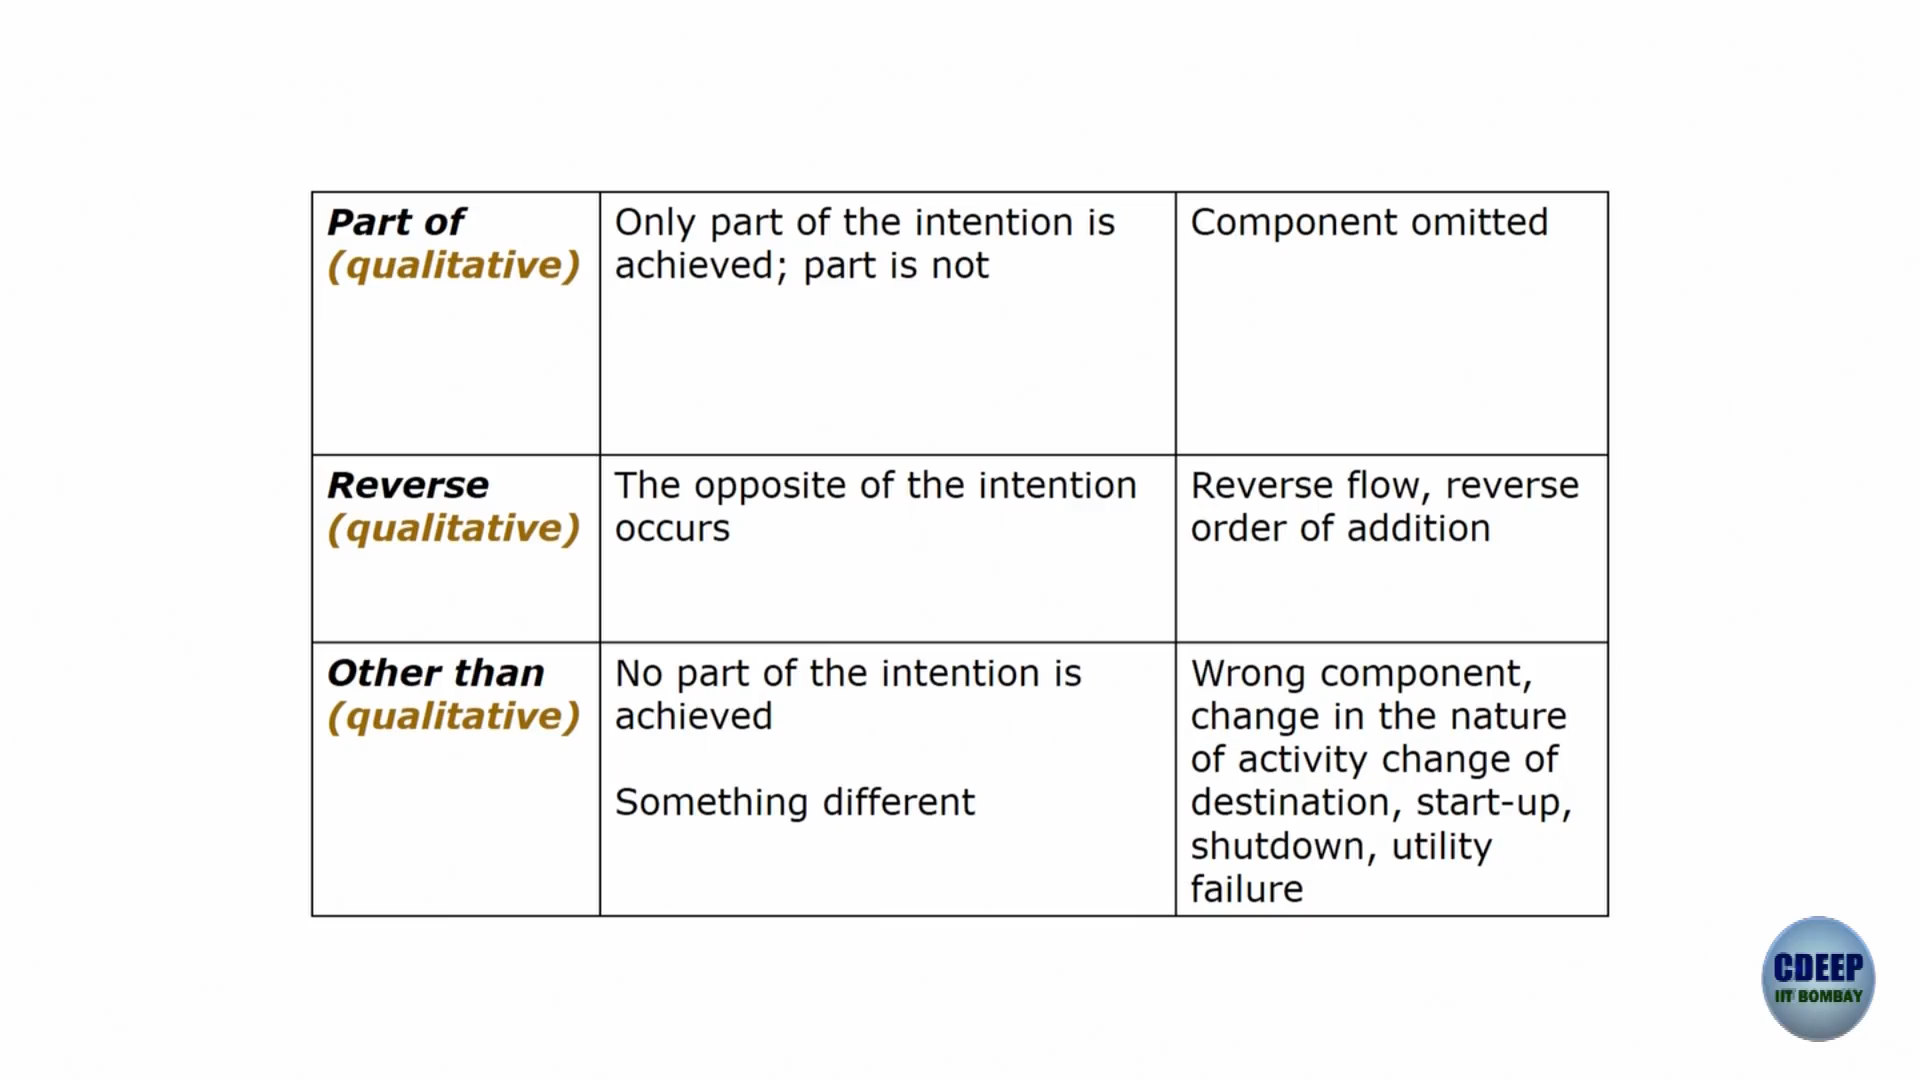 Part of
(qualitative)
Only part of the intention is
achieved; part is not
Component omitted
Reverse
(qualitative)
The opposite of the intention
occurs
Reverse flow, reverse
order of addition
Other than
(qualitative)
No part of the intention is
achieved
Something different
Wrong component,
change in the nature
of activity change of
destination, start-up,
shutdown, utility
failure
CDEEP
IIT BOMBAY